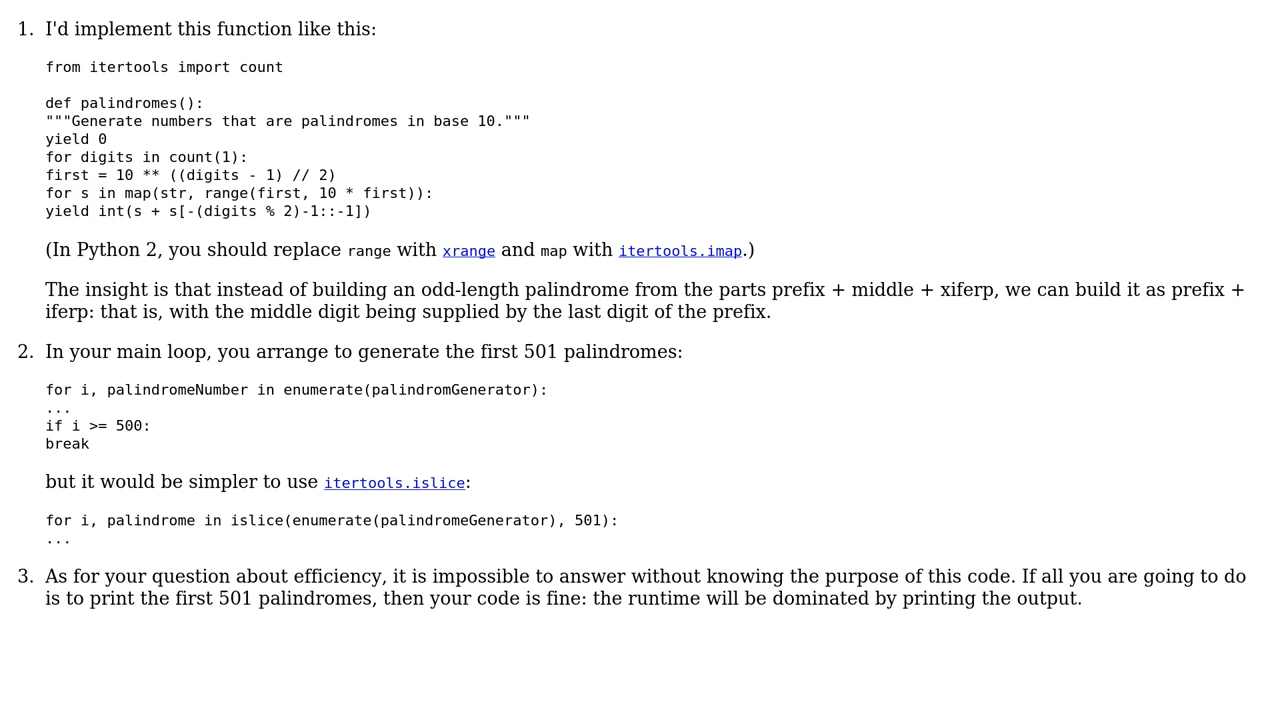 1. I'd implement this function like this:
from itertools import count
def palindromes():
"""Generate numbers that are palindromes in base 10."""
yield 0
for digits in count(1):
first = 10 ** ((digits - 1) // 2)
for s in map(str, range(first, 10 * first)):
yield int(s + s[-(digits % 2)-1::-1])
(In Python 2, you should replace range with xrange and map with itertools.imap.)
The insight is that instead of building an odd-length palindrome from the parts prefix + middle + xiferp, we can build it as prefix +
iferp: that is, with the middle digit being supplied by the last digit of the prefix.
2. In your main loop, you arrange to generate the first 501 palindromes:
for i, palindromeNumber in enumerate(palindromGenerator):
...
if i >= 500:
break
but it would be simpler to use itertools.islice:
for i, palindrome in islice(enumerate(palindromeGenerator), 501):
...
3. As for your question about efficiency, it is impossible to answer without knowing the purpose of this code. If all you are going to do
is to print the first 501 palindromes, then your code is fine: the runtime will be dominated by printing the output.